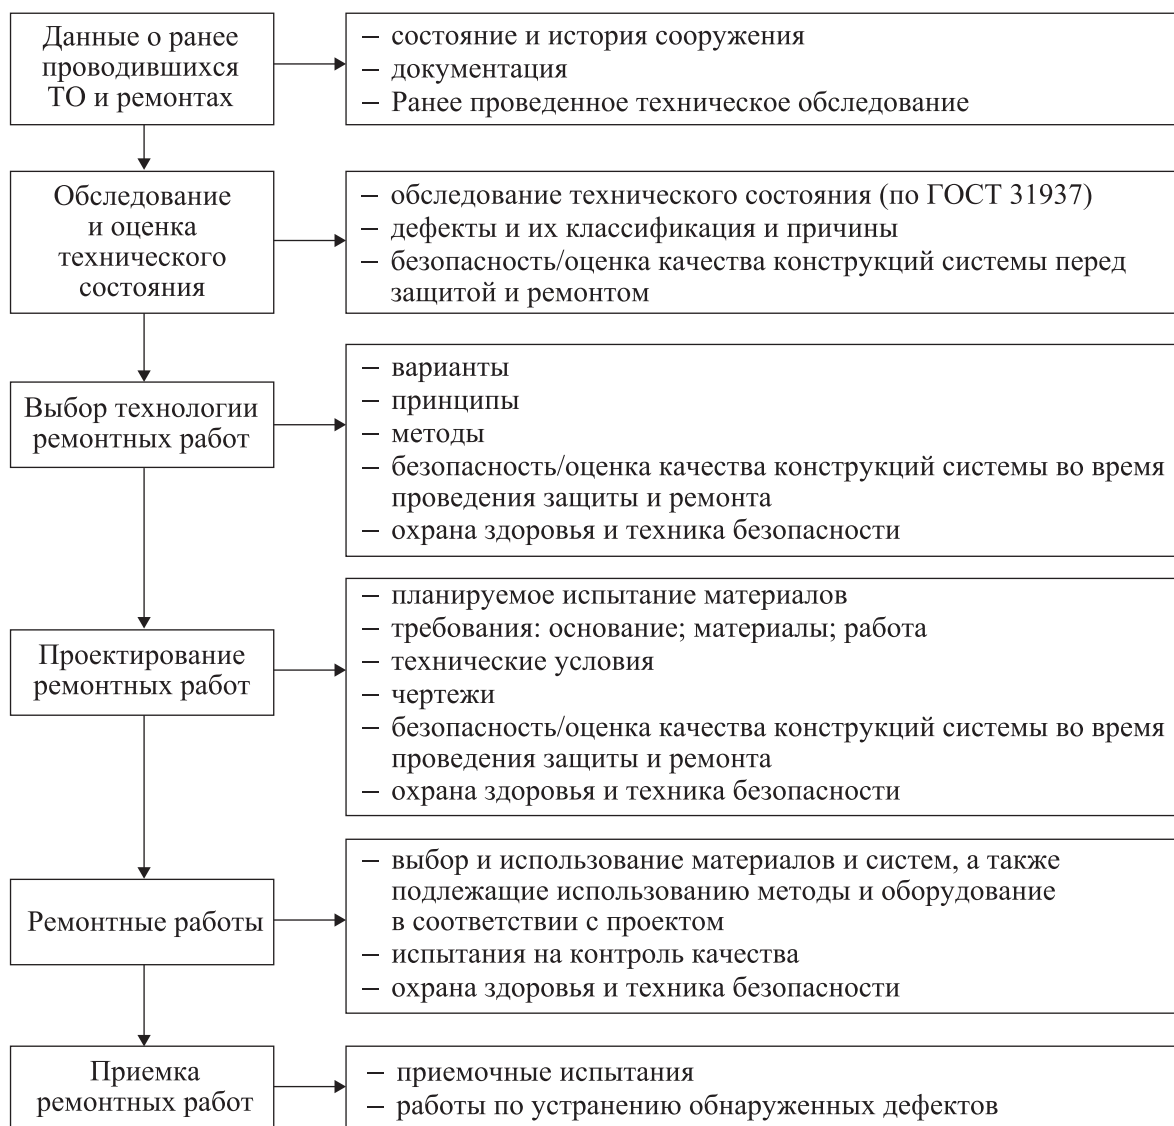 Данные о ранее
проводившихся
ТО и ремонтах
– состояние и история сооружения
– документация
– Ранее проведенное техническое обследование
Обследование
и оценка
технического
состояния
– обследование технического состояния (по ГОСТ 31937)
– дефекты и их классификация и причины
– безопасность/оценка качества конструкций системы перед
защитой и ремонтом
Выбор технологии
ремонтных работ
– варианты
– принципы
– методы
– безопасность/оценка качества конструкций системы во время
проведения защиты и ремонта
– охрана здоровья и техника безопасности
Проектирование
ремонтных работ
– планируемое испытание материалов
– требования: основание; материалы; работа
– технические условия
– чертежи
– безопасность/оценка качества конструкций системы во время
проведения защиты и ремонта
– охрана здоровья и техника безопасности
Ремонтные работы
– выбор и использование материалов и систем, а также
подлежащие использованию методы и оборудование
в соответствии с проектом
– испытания на контроль качества
– охрана здоровья и техника безопасности
Приемка
ремонтных работ
– приемочные испытания
– работы по устранению обнаруженных дефектов